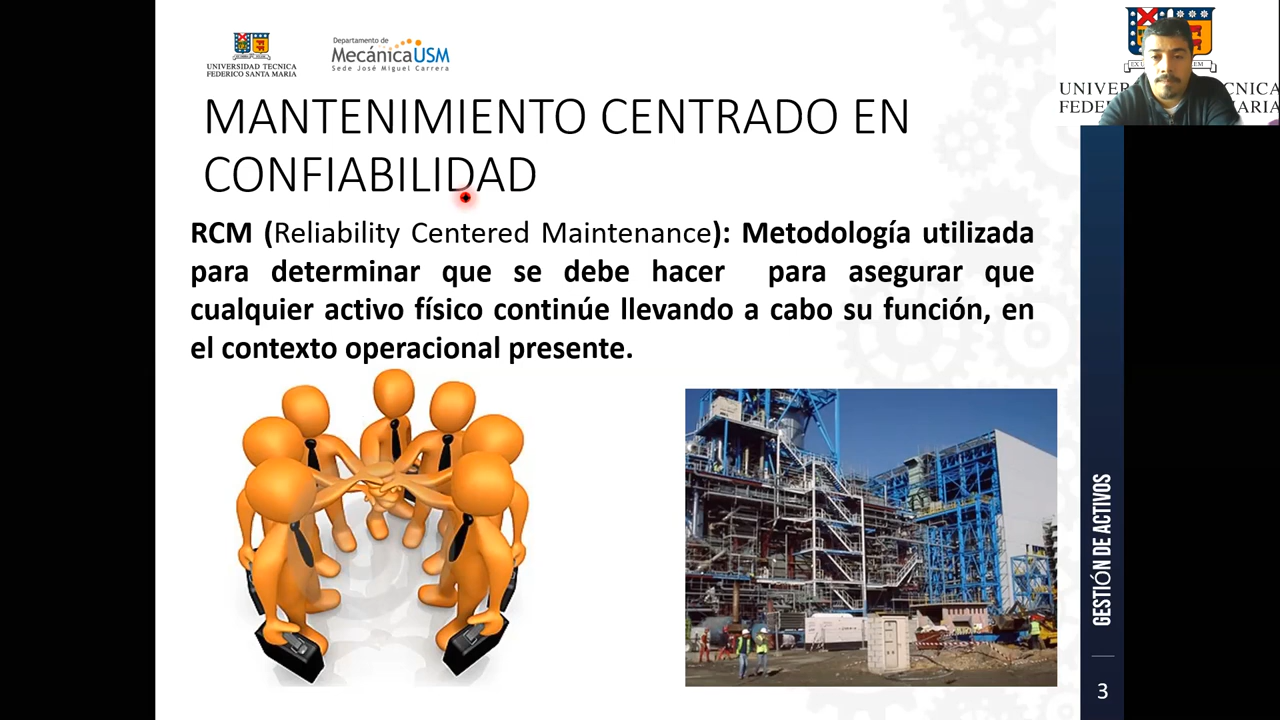 UNIVERSIDAD TECNICA
FEDERICO SANTA MARIA
Departamento de
MecánicaUSM
Sede José Miguel Carrera
MANTENIMIENTO CENTRADO EN
CONFIABILIDAD
RCM (Reliability Centered Maintenance): Metodología utilizada
para determinar que se debe hacer para asegurar que
cualquier activo físico continúe llevando a cabo su función, en
el contexto operacional presente.
GESTIÓN DE ACTIVOS
3